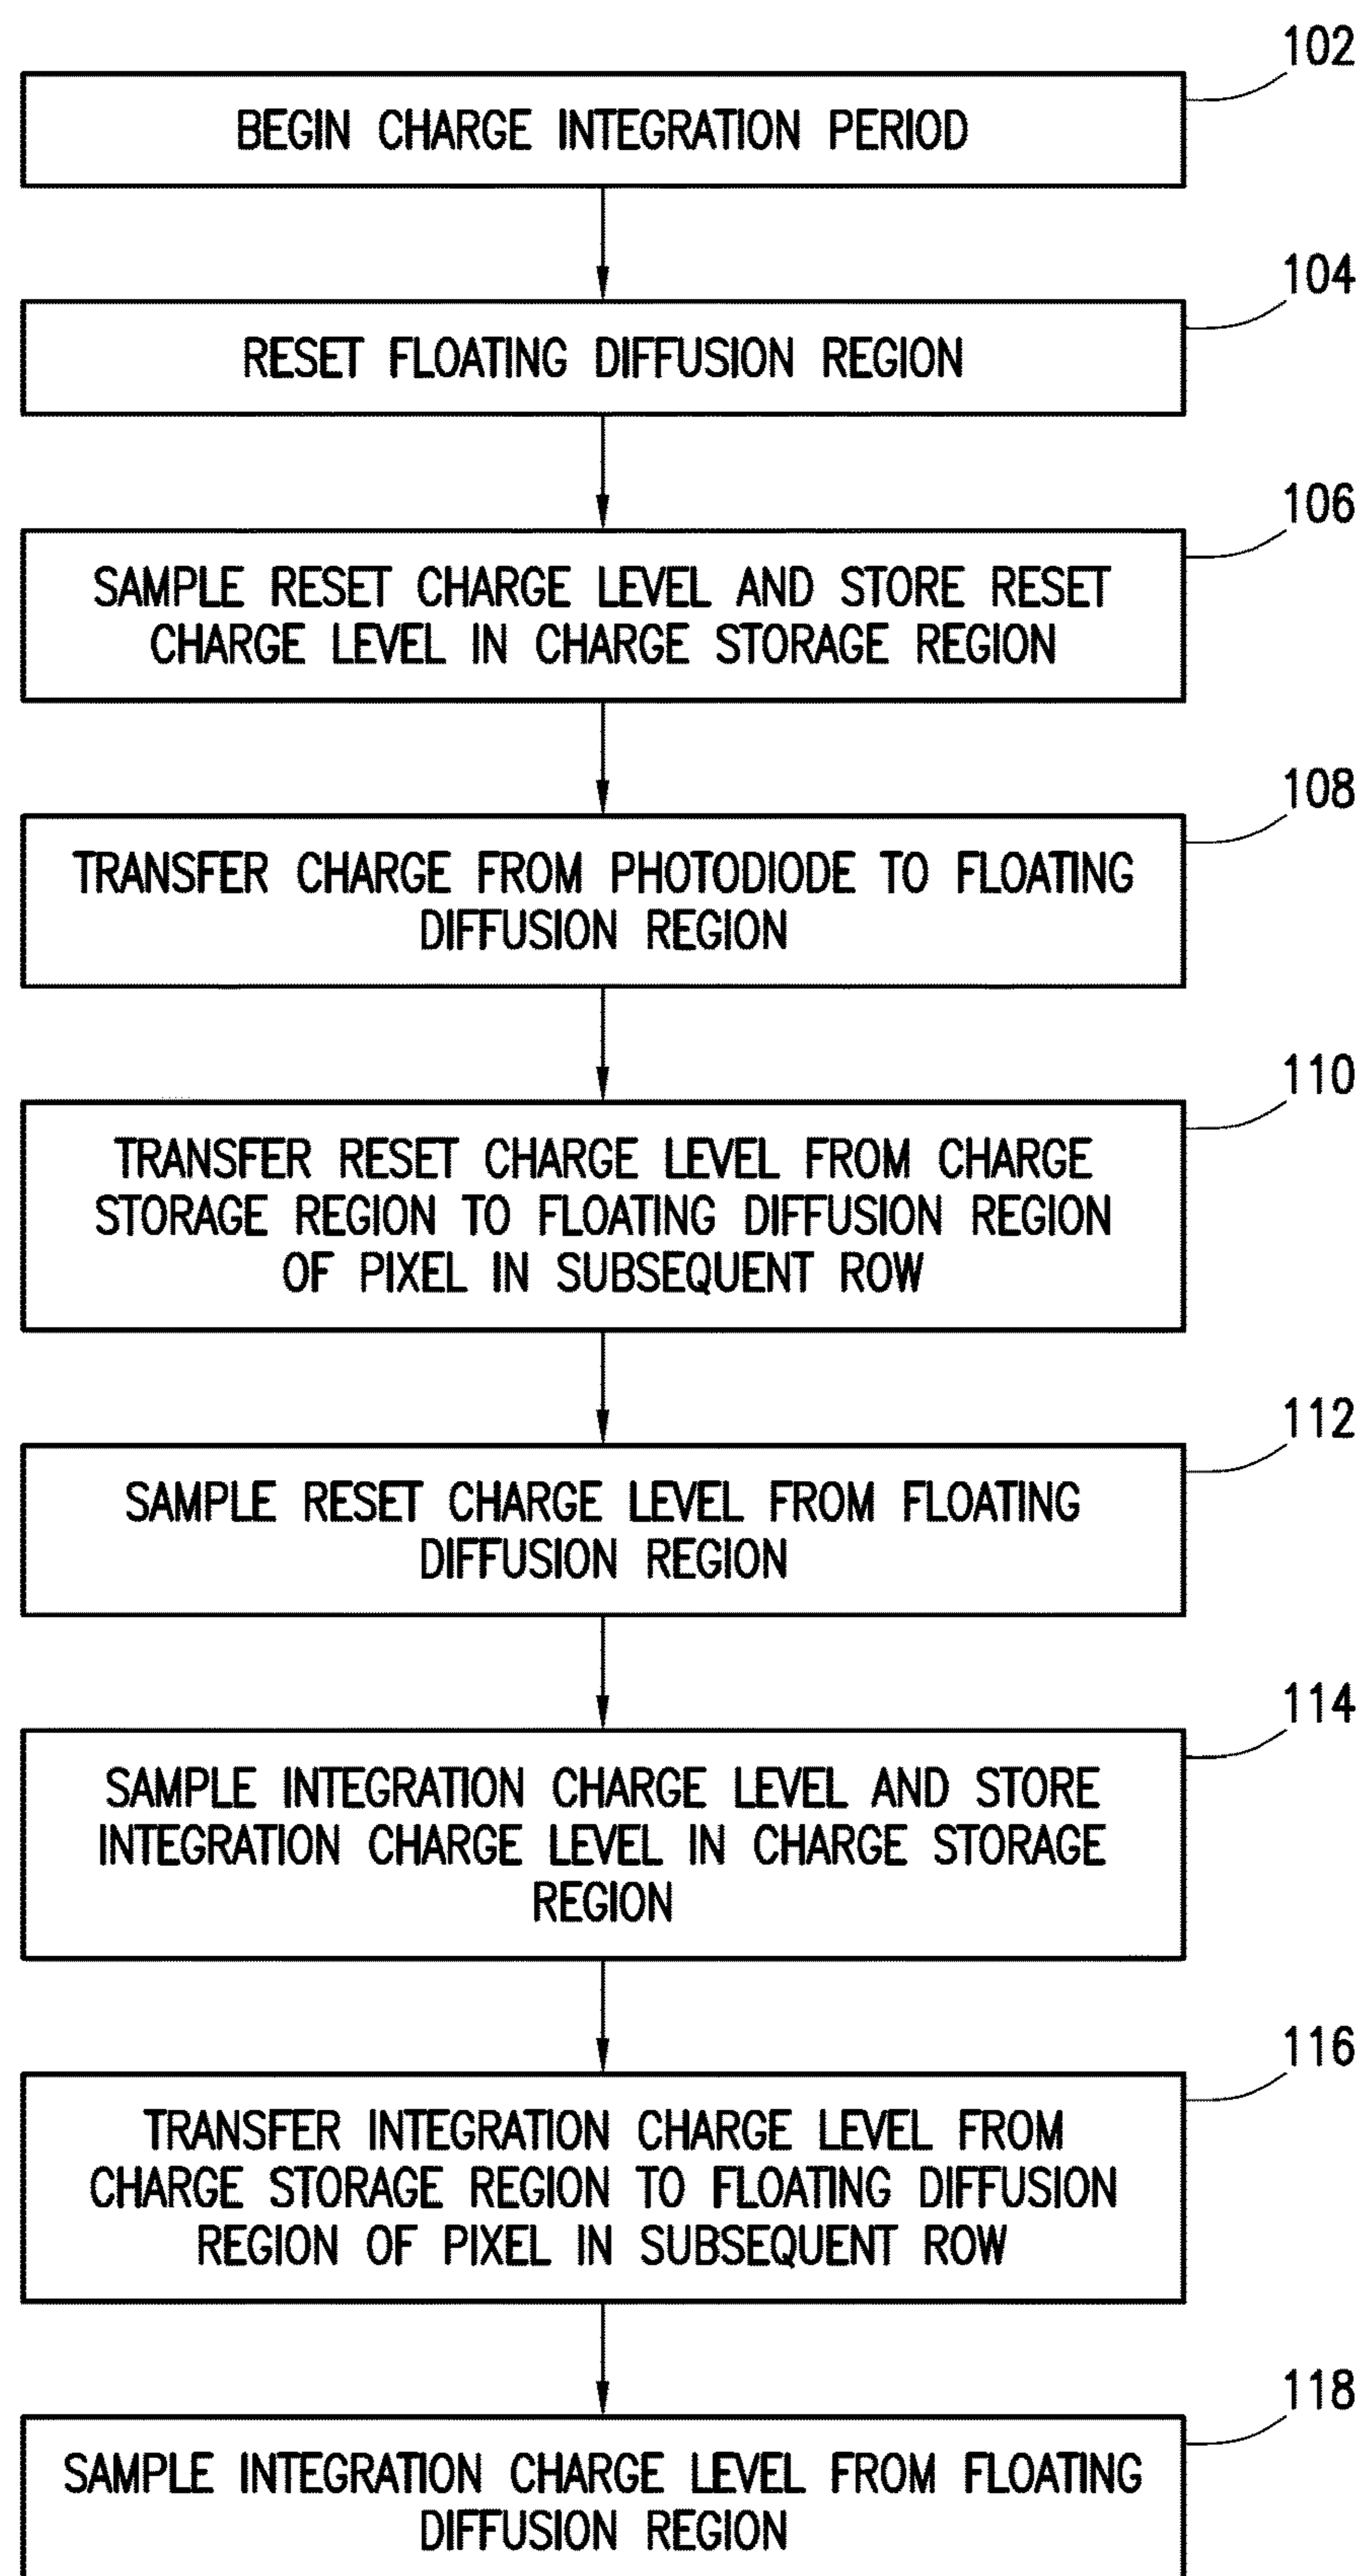 102
BEGIN CHARGE INTEGRATION PERIOD
104
RESET FLOATING DIFFUSION REGION
106
SAMPLE RESET CHARGE LEVEL AND STORE RESET
CHARGE LEVEL IN CHARGE STORAGE REGION
108
TRANSFER CHARGE FROM PHOTODIODE TO FLOATING
DIFFUSION REGION
110
TRANSFER RESET CHARGE LEVEL FROM CHARGE
STORAGE REGION TO FLOATING DIFFUSION REGION
OF PIXEL IN SUBSEQUENT ROW
112
SAMPLE RESET CHARGE LEVEL FROM FLOATING
DIFFUSION REGION
114
SAMPLE INTEGRATION CHARGE LEVEL AND STORE
INTEGRATION CHARGE LEVEL IN CHARGE STORAGE
REGION
116
TRANSFER INTEGRATION CHARGE LEVEL FROM
CHARGE STORAGE REGION TO FLOATING DIFFUSION
REGION OF PIXEL IN SUBSEQUENT ROW
118
SAMPLE INTEGRATION CHARGE LEVEL FROM FLOATING
DIFFUSION REGION